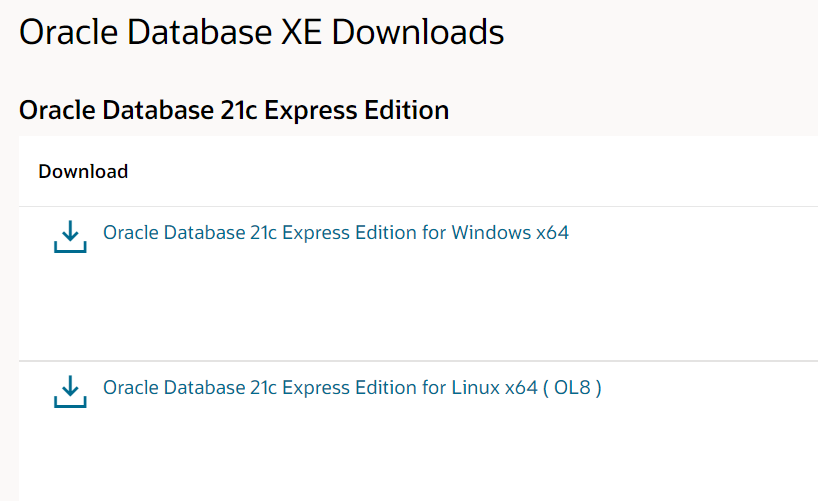 Oracle Database XE Downloads
Oracle Database 21c Express Edition
Download
Oracle Database 21c Express Edition for Windows x64
Oracle Database 21c Express Edition for Linux x64 ( OL8 )